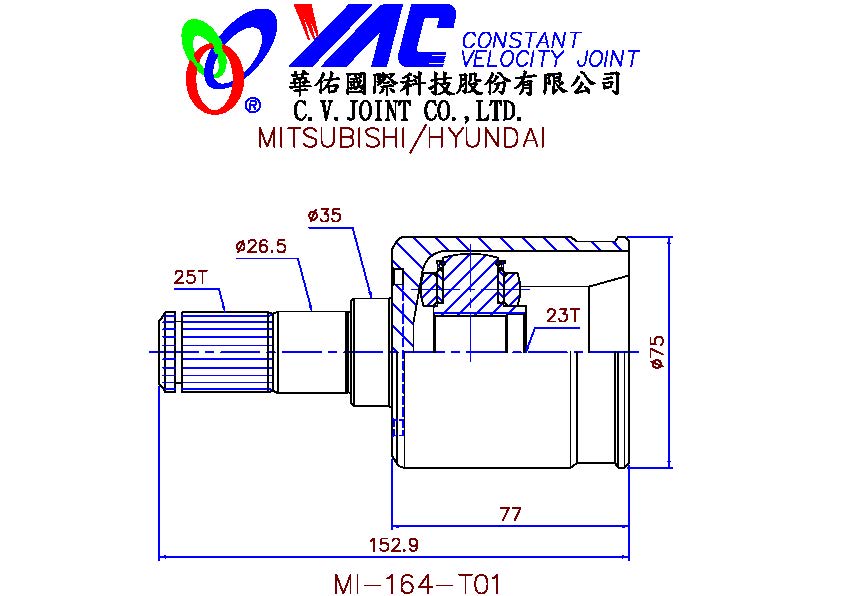 YAC CONSTANT
VELOCITY JOINT
華佑國際科技股份有限公司
®
C.V.JOINT CO.,LTD.
MITSUBISHI/HYUNDAI
ø35
ø26.5
25T
23T
ø75
77
152.9
MI-164-T01